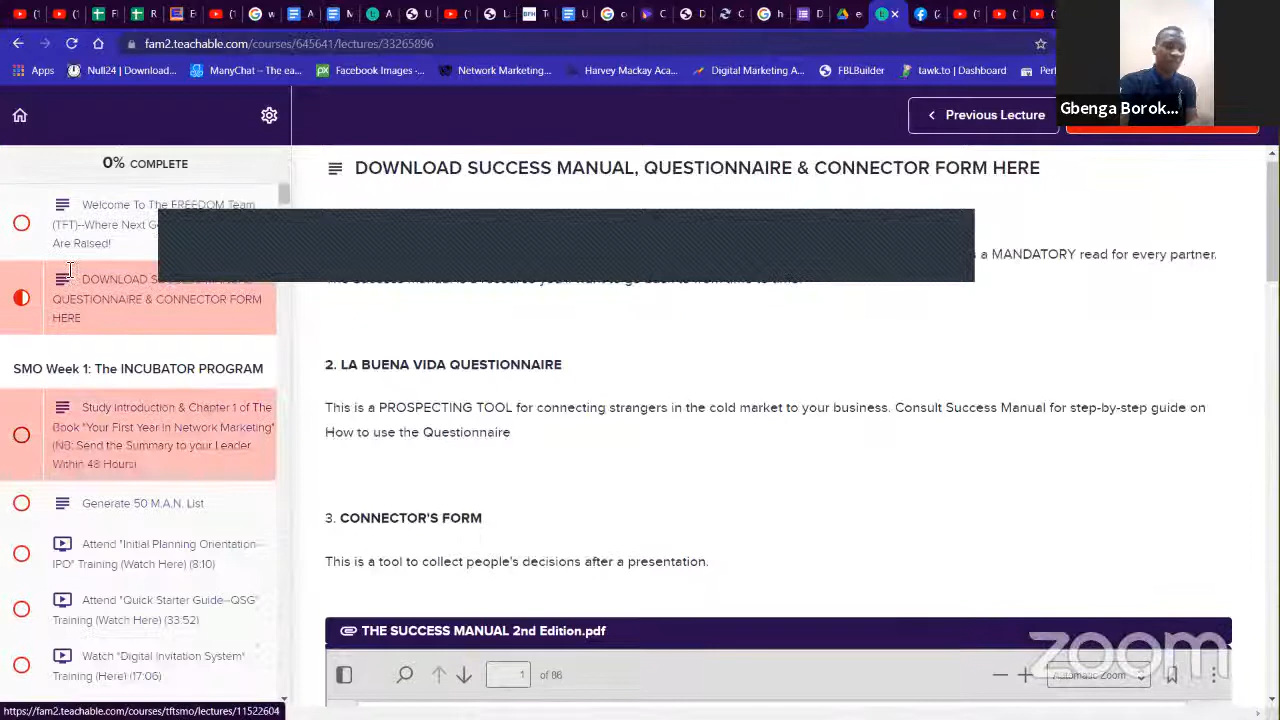 fam2.teachable.com/courses/645641/lectures/33265896
Apps
Null24 | Download...
ManyChat – The ea...
Facebook Images -...
Network Marketing...
Harvey Mackay Aca...
Digital Marketing A...
FBLBuilder
tawk.to | Dashboard
Gbenga Borok...
Previous Lecture
0% COMPLETE
Welcome To The FREEDOM Team
(TFT)--Where Next
Are Raised!
DOWNLOAD
QUESTIONNAIRE & CONNECTOR FORM
HERE
SMO Week 1: The INCUBATOR PROGRAM
Study Introduction & Chapter 1 of The
Book "Your First Year In Network Marketing"
(NB: Send the Summary to your Leader
Within 48 Hours)
Generate 50 M.A.N. List
Attend "Initial Planning Orientation--
IPO" Training (Watch Here) (8:10)
Attend "Quick Starter Guide--QSG"
Training (Watch Here) (33:52)
Watch "Digital Invitation System"
Training (Here) (17:06)
https://fam2.teachable.com/courses/tftsmo/lectures/11522604
DOWNLOAD SUCCESS MANUAL, QUESTIONNAIRE & CONNECTOR FORM HERE
a MANDATORY read for every partner.
2. LA BUENA VIDA QUESTIONNAIRE
This is a PROSPECTING TOOL for connecting strangers in the cold market to your business. Consult Success Manual for step-by-step guide on
How to use the Questionnaire
3. CONNECTOR'S FORM
This is a tool to collect people's decisions after a presentation.
THE SUCCESS MANUAL 2nd Edition.pdf
1 of 86
Automatic Zoom
zoom